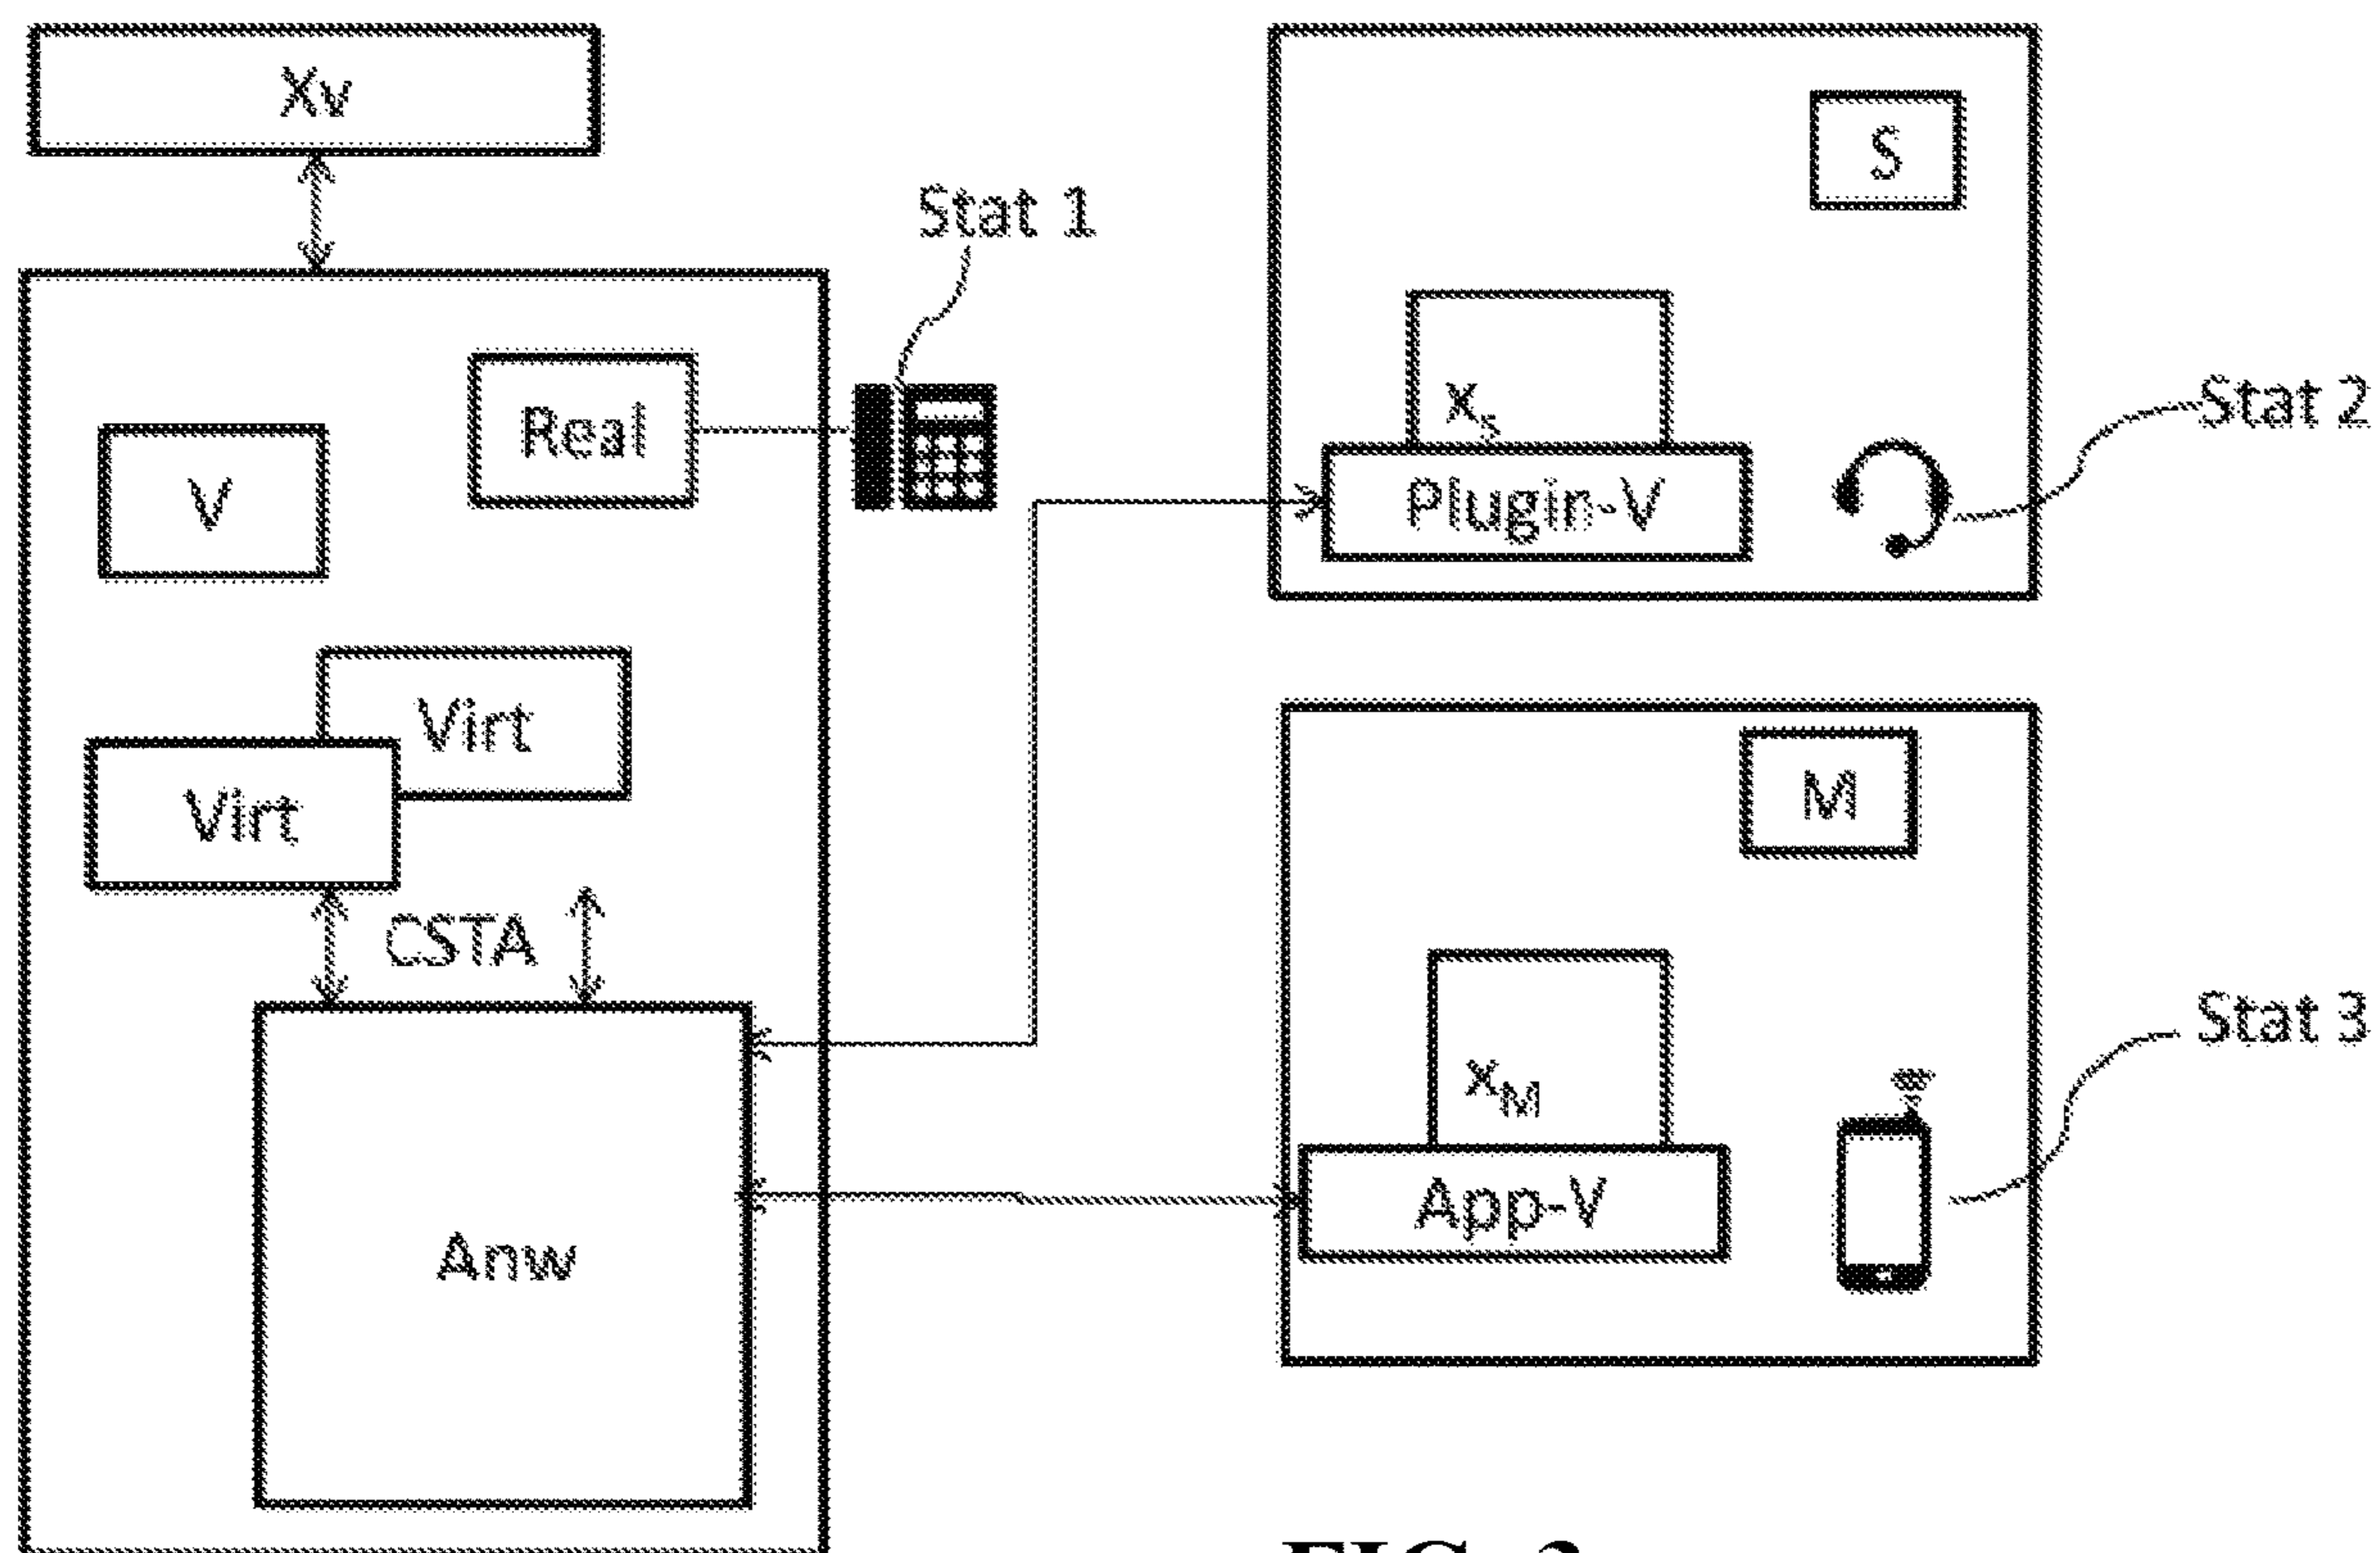 Xv
Stat 1
Real
V
Virt
Virt
CSTA
Anw
S
xS
Plugin-V
Stat 2
M
xM
App-V
Stat 3